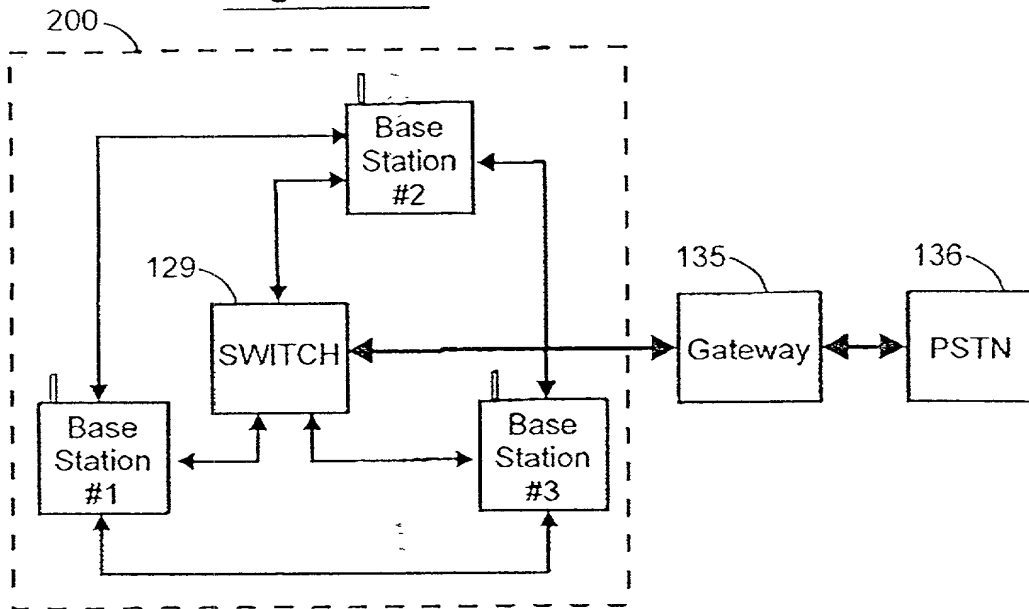 200
Base
Station
#2
129
135
136
SWITCH
Gateway
PSTN
Base
Station
#1
Base
Station
#3